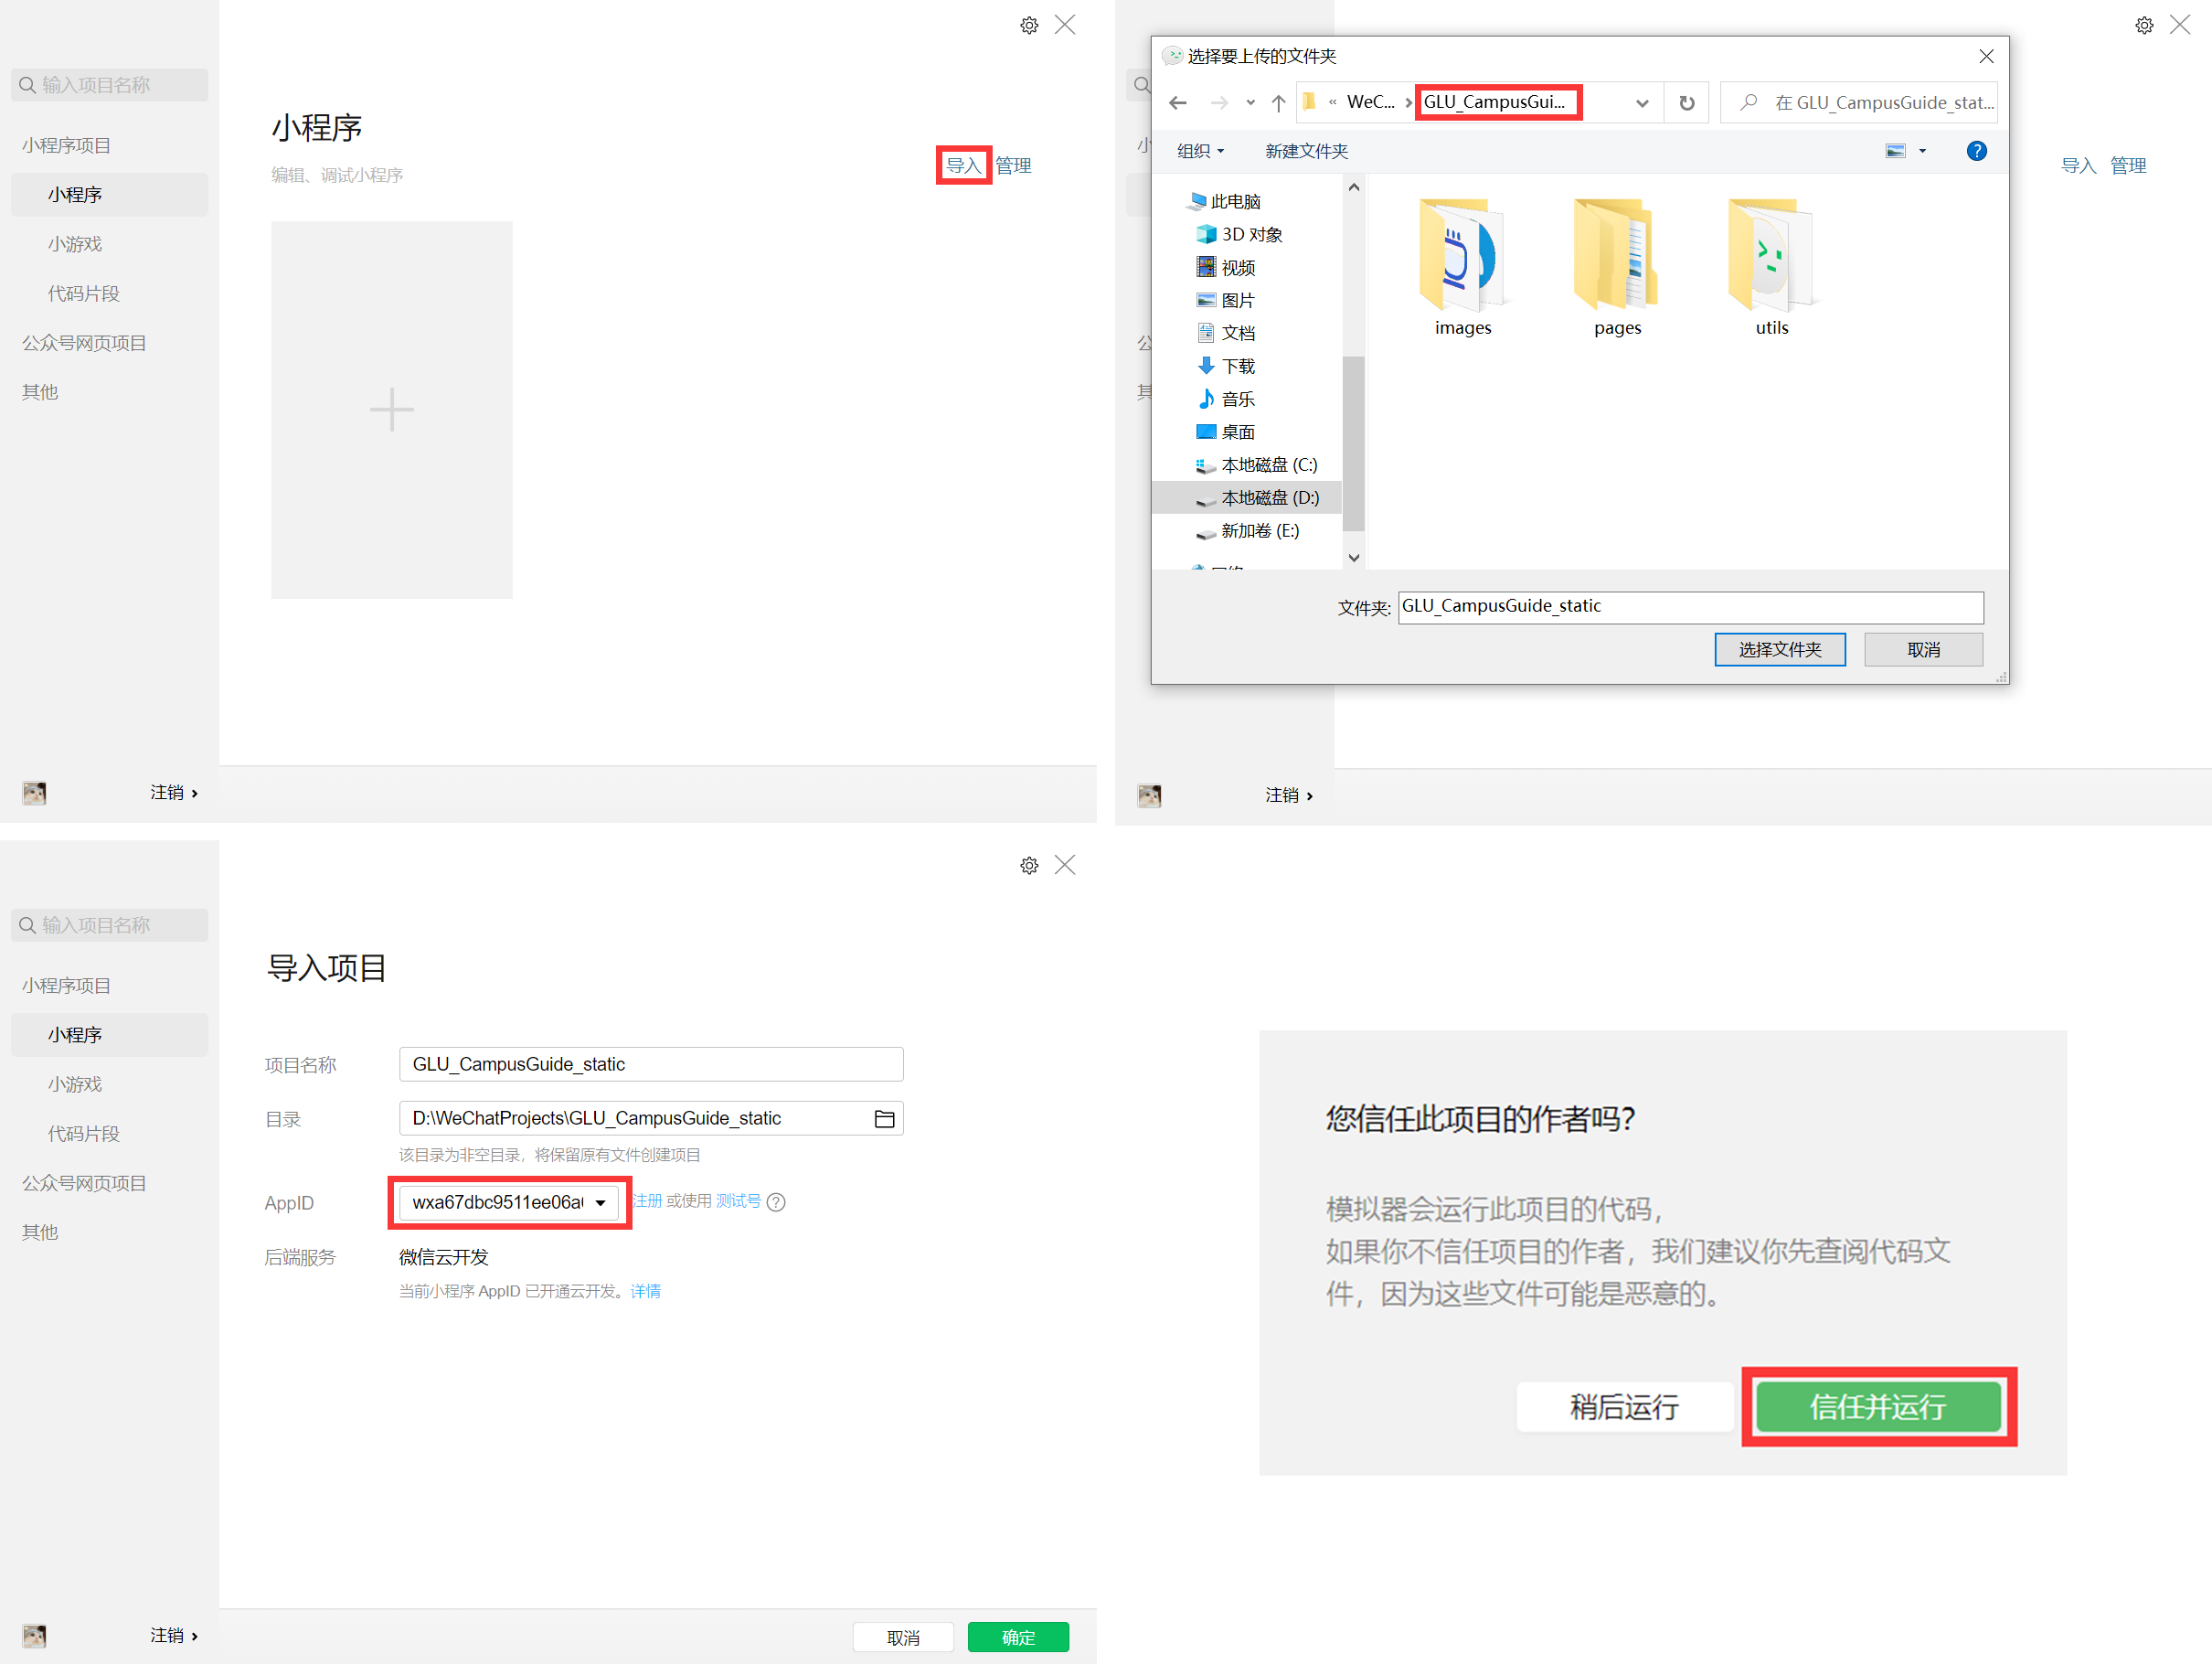 输入项目名称
小程序项目
小程序
小游戏
代码片段
公众号网页项目
其他
注销
小程序
编辑、调试小程序
导入 管理
选择要上传的文件夹
« WeC... GLU_CampusGui...
在 GLU_CampusGuide_stat...
组织 新建文件夹
此电脑
3D 对象
视频
图片
文档
下载
音乐
桌面
本地磁盘 (C:)
本地磁盘 (D:)
新加卷 (E:)
images
pages
utils
文件夹: GLU_CampusGuide_static
选择文件夹 取消
导入 管理
注销
输入项目名称
小程序项目
小程序
小游戏
代码片段
公众号网页项目
其他
注销
导入项目
项目名称 GLU_CampusGuide_static
目录 D:\WeChatProjects\GLU_CampusGuide_static
该目录为非空目录，将保留原有文件创建项目
AppID wxa67dbc9511ee06a 注册 或使用 测试号
后端服务 微信云开发
当前小程序 AppID 已开通云开发。详情
取消 确定
您信任此项目的作者吗？
模拟器会运行此项目的代码，
如果你不信任项目的作者，我们建议你先查阅代码文
件，因为这些文件可能是恶意的。
稍后运行 信任并运行